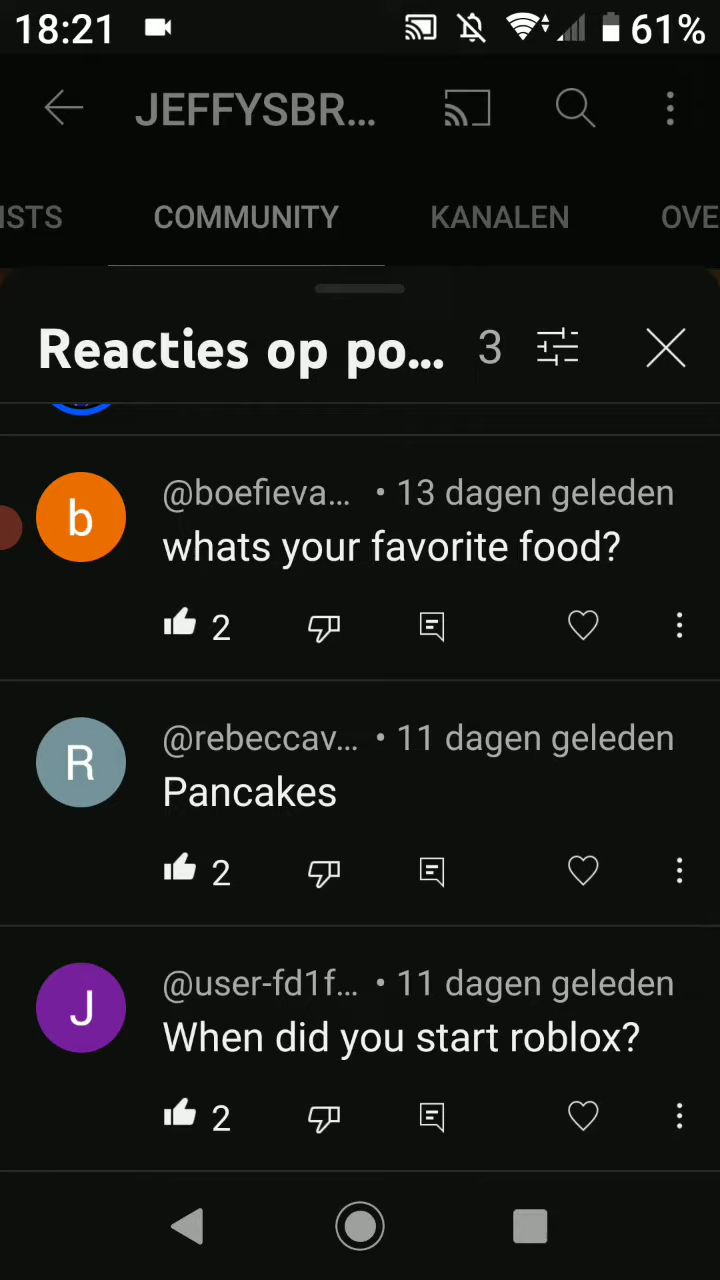 18:21 61%
JEFFYSBR...
ISTS COMMUNITY KANALEN OVE
Reacties op po... 3
b
@boefieva... • 13 dagen geleden
whats your favorite food?
2
R
@rebeccav... • 11 dagen geleden
Pancakes
2
J
@user-fd1f... • 11 dagen geleden
When did you start roblox?
2